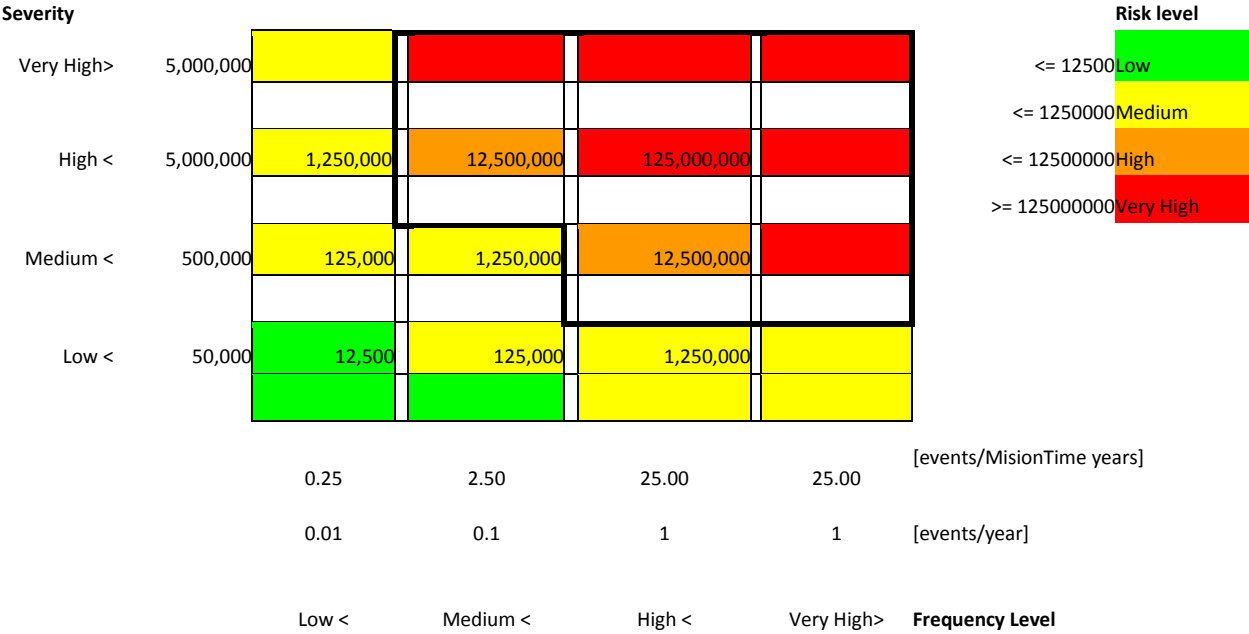 Severity Risk level
Very High> 5,000,000 <= 12500 Low
<= 1250000 Medium
High < 5,000,000 1,250,000 12,500,000 125,000,000 <= 12500000 High
>= 125000000 Very High
Medium < 500,000 125,000 1,250,000 12,500,000
Low < 50,000 12,500 125,000 1,250,000
[events/MisionTime years]
0.25 2.50 25.00 25.00
0.01 0.1 1 1 [events/year]
Low < Medium < High < Very High> Frequency Level